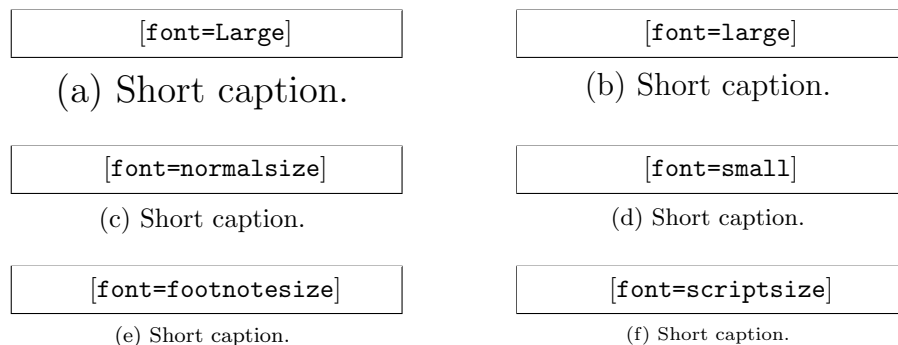 [font=Large]
(a) Short caption.
[font=large]
(b) Short caption.
[font=normalsize]
(c) Short caption.
[font=small]
(d) Short caption.
[font=footnotesize]
(e) Short caption.
[font=scriptsize]
(f) Short caption.